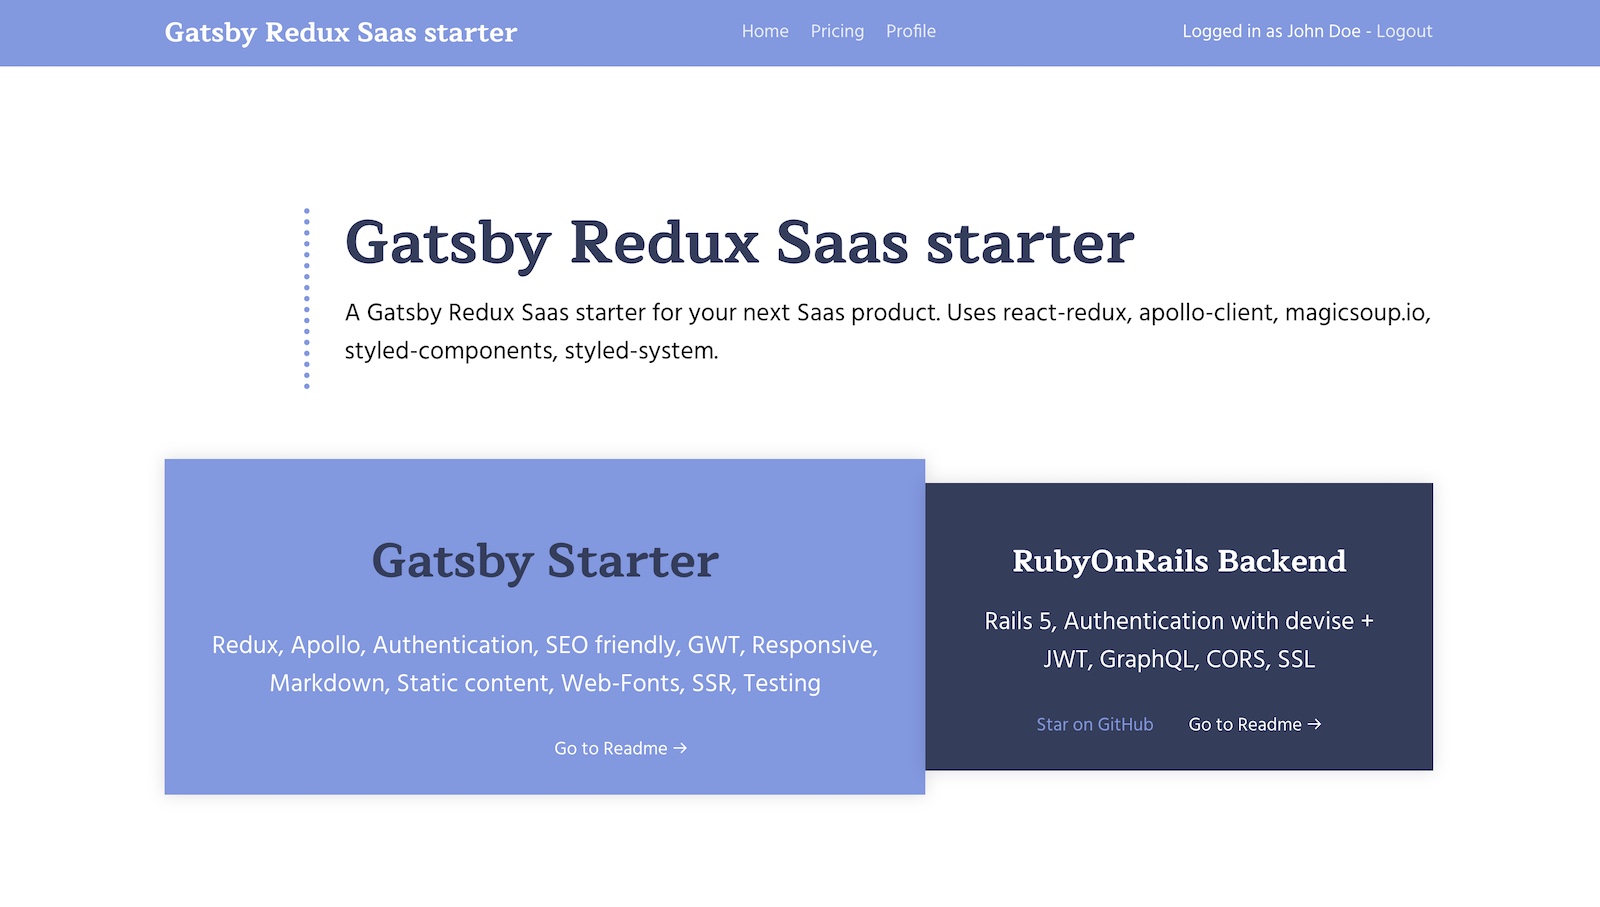 Gatsby Redux Saas starter
Home Pricing Profile
Logged in as John Doe - Logout
Gatsby Redux Saas starter
A Gatsby Redux Saas starter for your next Saas product. Uses react-redux, apollo-client, magicsoup.io,
styled-components, styled-system.
Gatsby Starter
Redux, Apollo, Authentication, SEO friendly, GWT, Responsive,
Markdown, Static content, Web-Fonts, SSR, Testing
Go to Readme →
RubyOnRails Backend
Rails 5, Authentication with devise +
JWT, GraphQL, CORS, SSL
Star on GitHub Go to Readme →